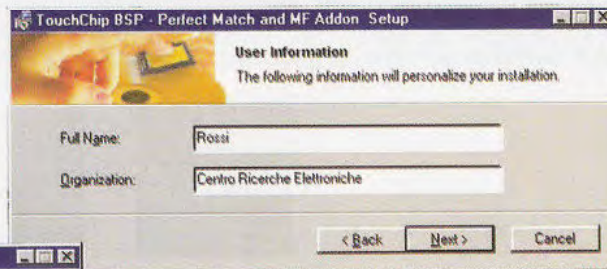 TouchChip BSP - Perfect Match and MF Addon Setup
User Information
The following information will personalize your installation.
Full Name:
Rossi
Organization:
Centro Ricerche Elettroniche
< Back
Next >
Cancel